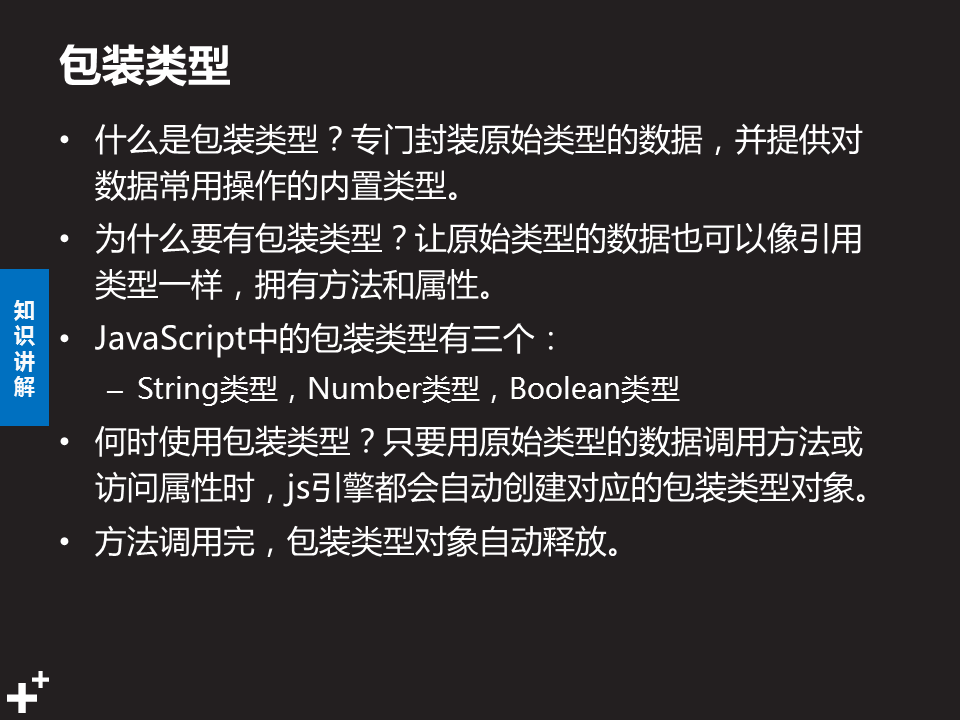 包装类型
• 什么是包装类型？专门封装原始类型的数据，并提供对
数据常用操作的内置类型。
• 为什么要有包装类型？让原始类型的数据也可以像引用
类型一样，拥有方法和属性。
• JavaScript中的包装类型有三个：
– String类型，Number类型，Boolean类型
• 何时使用包装类型？只要用原始类型的数据调用方法或
访问属性时，js引擎都会自动创建对应的包装类型对象。
• 方法调用完，包装类型对象自动释放。
知
识
讲
解